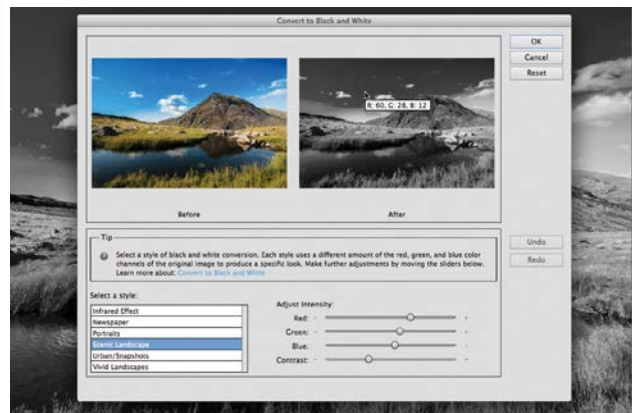 Convert to Black and White
OK
Cancel
Reset
R: 60, G: 28, B: 12
Before
After
Tip
Select a style of black and white conversion. Each style uses a different amount of the red, green, and blue color
channels of the original image to produce a specific look. Make further adjustments by moving the sliders below.
Learn more about: Convert to Black and White
Undo
Redo
Select a style:
Infrared Effect
Newspaper
Portraits
Scenic Landscape
Urban/Snapshots
Vivid Landscapes
Adjust Intensity:
Red: - +
Green: - +
Blue: - +
Contrast: - +